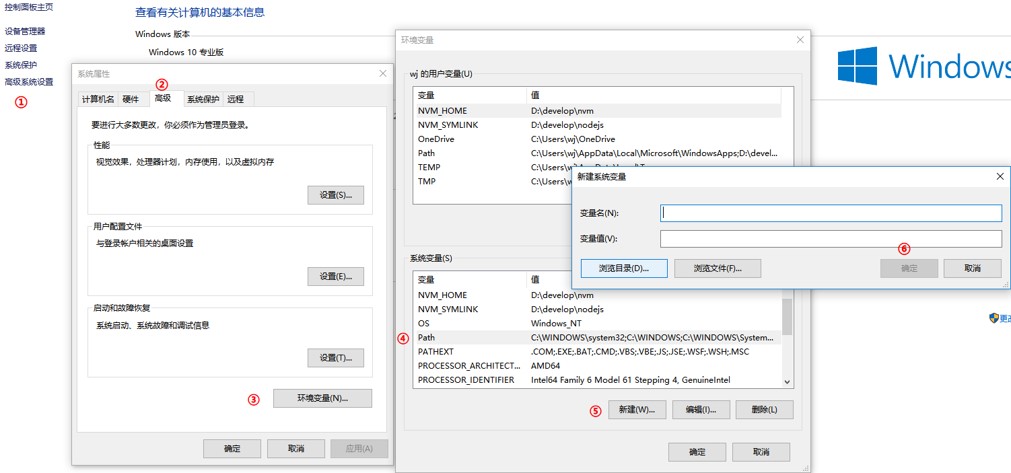 控制面板主页
设备管理器
远程设置
系统保护
高级系统设置
①
查看有关计算机的基本信息
Windows 版本
Windows 10 专业版
Windows
系统属性
②
计算机名 硬件 高级 系统保护 远程
要进行大多数更改，你必须作为管理员登录。
性能
视觉效果，处理器计划，内存使用，以及虚拟内存
设置(S)...
用户配置文件
与登录帐户相关的桌面设置
设置(E)...
启动和故障恢复
系统启动、系统故障和调试信息
设置(T)...
③
环境变量(N)...
确定 取消 应用(A)
环境变量
wj 的用户变量(U)
变量 值
NVM_HOME D:\develop\nvm
NVM_SYMLINK D:\develop\nodejs
OneDrive C:\Users\wj\OneDrive
Path C:\Users\wj\AppData\Local\Microsoft\WindowsApps;D:\devel...
TEMP
TMP C:\Users\w
系统变量(S)
变量 值
NVM_HOME D:\develop\nvm
NVM_SYMLINK D:\develop\nodejs
OS Windows_NT
④ Path C:\WINDOWS\system32;C:\WINDOWS;C:\WINDOWS\System...
PATHEXT .COM;.EXE;.BAT;.CMD;.VBS;.VBE;.JS;.JSE;.WSF;.WSH;.MSC
PROCESSOR_ARCHITECT... AMD64
PROCESSOR_IDENTIFIER Intel64 Family 6 Model 61 Stepping 4, GenuineIntel
⑤ 新建(W)... 编辑(I)... 删除(L)
确定 取消
新建系统变量
变量名(N):
变量值(V):
⑥
浏览目录(D)... 浏览文件(F)... 确定 取消
更改